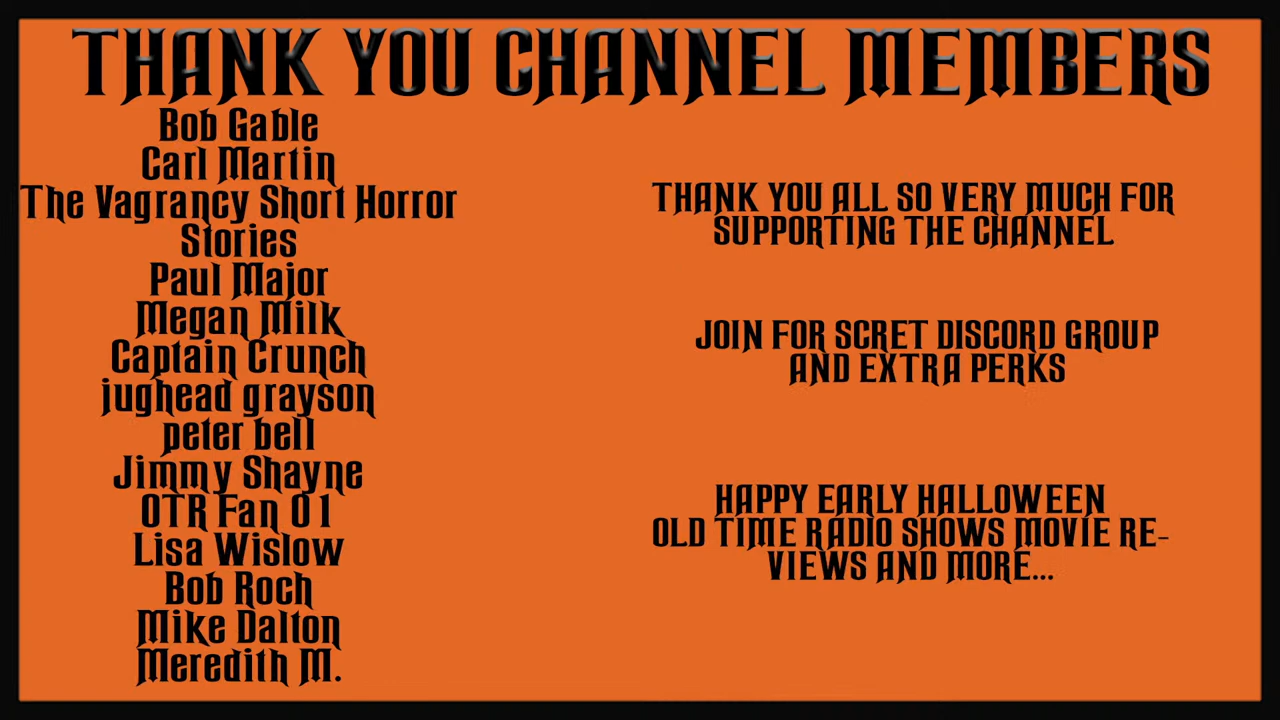 THANK YOU CHANNEL MEMBERS
Bob Gable
Carl Martin
The Vagrancy Short Horror
Stories
Paul Major
Megan Milk
Captain Crunch
jughead grayson
peter bell
Jimmy Shayne
OTR Fan 01
Lisa Wislow
Bob Roch
Mike Dalton
Meredith M.
THANK YOU ALL SO VERY MUCH FOR
SUPPORTING THE CHANNEL
JOIN FOR SCRET DISCORD GROUP
AND EXTRA PERKS
HAPPY EARLY HALLOWEEN
OLD TIME RADIO SHOWS MOVIE RE-
VIEWS AND MORE...